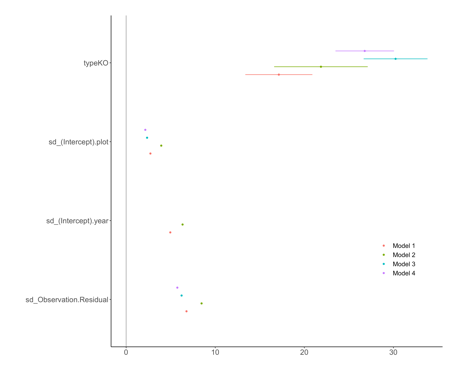 typeKO
sd_(Intercept).plot
sd_(Intercept).year
sd_Observation.Residual
Model 1
Model 2
Model 3
Model 4
0 10 20 30